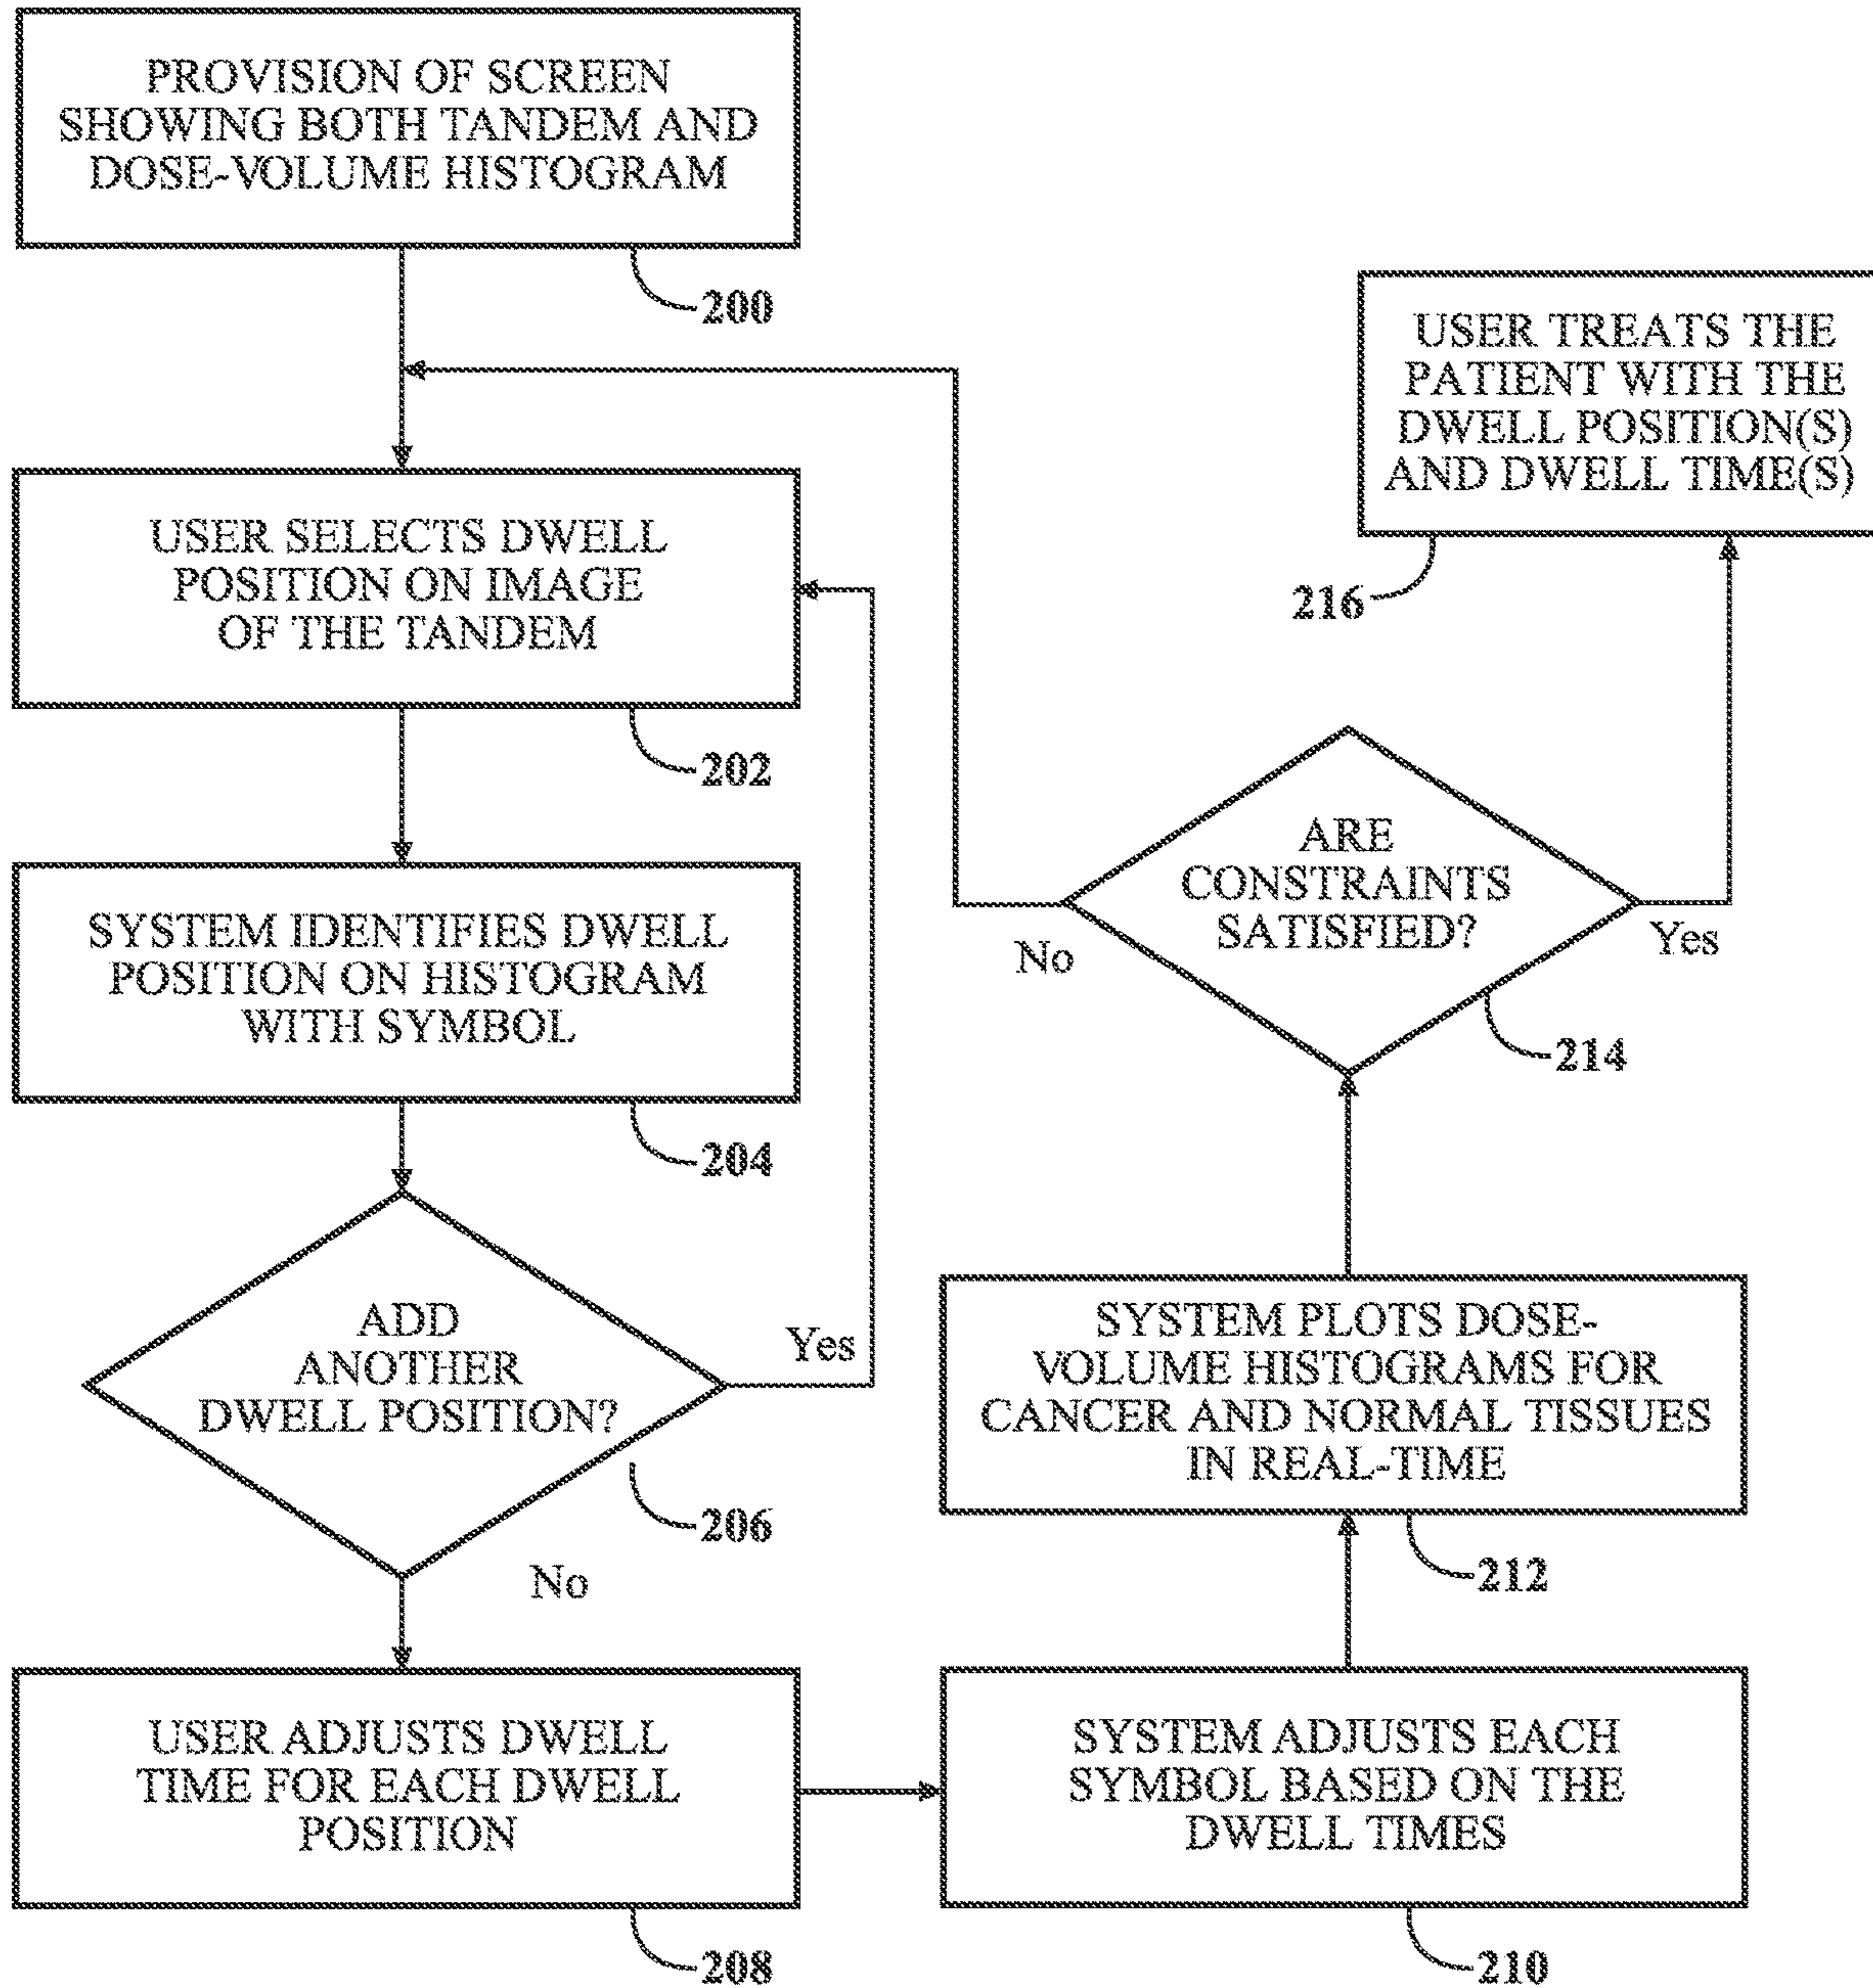 PROVISION OF SCREEN
SHOWING BOTH TANDEM AND
DOSE-VOLUME HISTOGRAM
200
USER SELECTS DWELL
POSITION ON IMAGE
OF THE TANDEM
202
SYSTEM IDENTIFIES DWELL
POSITION ON HISTOGRAM
WITH SYMBOL
204
ADD
ANOTHER
DWELL POSITION?
Yes
206
No
USER ADJUSTS DWELL
TIME FOR EACH DWELL
POSITION
208
SYSTEM ADJUSTS EACH
SYMBOL BASED ON THE
DWELL TIMES
210
SYSTEM PLOTS DOSE-
VOLUME HISTOGRAMS FOR
CANCER AND NORMAL TISSUES
IN REAL-TIME
212
ARE
CONSTRAINTS
SATISFIED?
No
Yes
214
USER TREATS THE
PATIENT WITH THE
DWELL POSITION(S)
AND DWELL TIME(S)
216